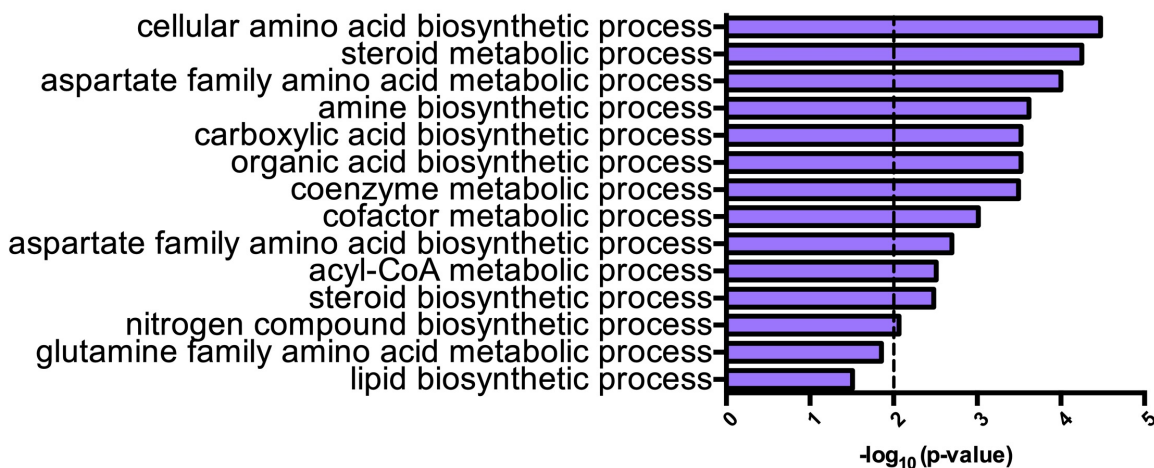 cellular amino acid biosynthetic process
steroid metabolic process
aspartate family amino acid metabolic process
amine biosynthetic process
carboxylic acid biosynthetic process
organic acid biosynthetic process
coenzyme metabolic process
cofactor metabolic process
aspartate family amino acid biosynthetic process
acyl-CoA metabolic process
steroid biosynthetic process
nitrogen compound biosynthetic process
glutamine family amino acid metabolic process
lipid biosynthetic process
0 1 2 3 4 5
-log₁₀ (p-value)